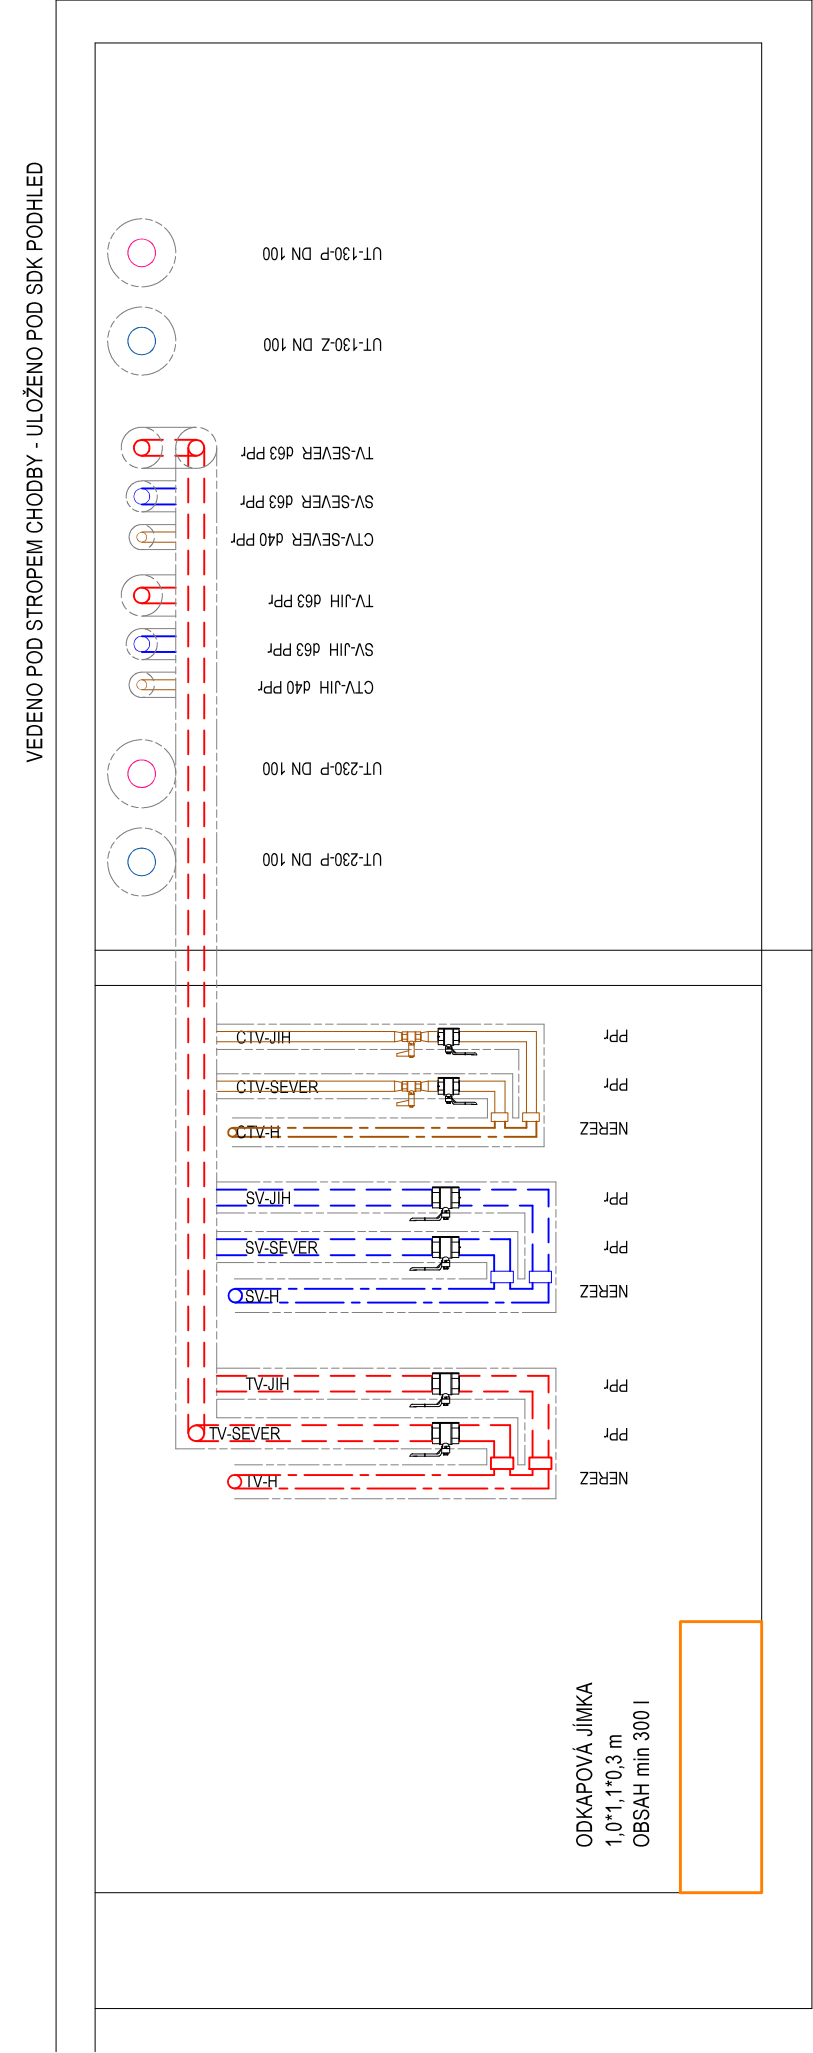 VEDENO POD STROPEM CHODBY - ULOŽENO POD SDK PODHLED
UT-130-P DN 100
UT-130-Z DN 100
TV-SEVER d63 PPr
SV-SEVER d63 PPr
CTV-SEVER d40 PPr
TV-JIH d63 PPr
SV-JIH d63 PPr
CTV-JIH d40 PPr
UT-230-P DN 100
UT-230-P DN 100
CTV-JIH
PPr
CTV-SEVER
PPr
CTV-H
NEREZ
SV-JIH
PPr
SV-SEVER
PPr
SV-H
NEREZ
TV-JIH
PPr
TV-SEVER
PPr
TV-H
NEREZ
ODKAPOVÁ JÍMKA
1,0*1,1*0,3 m
OBSAH min 300 l